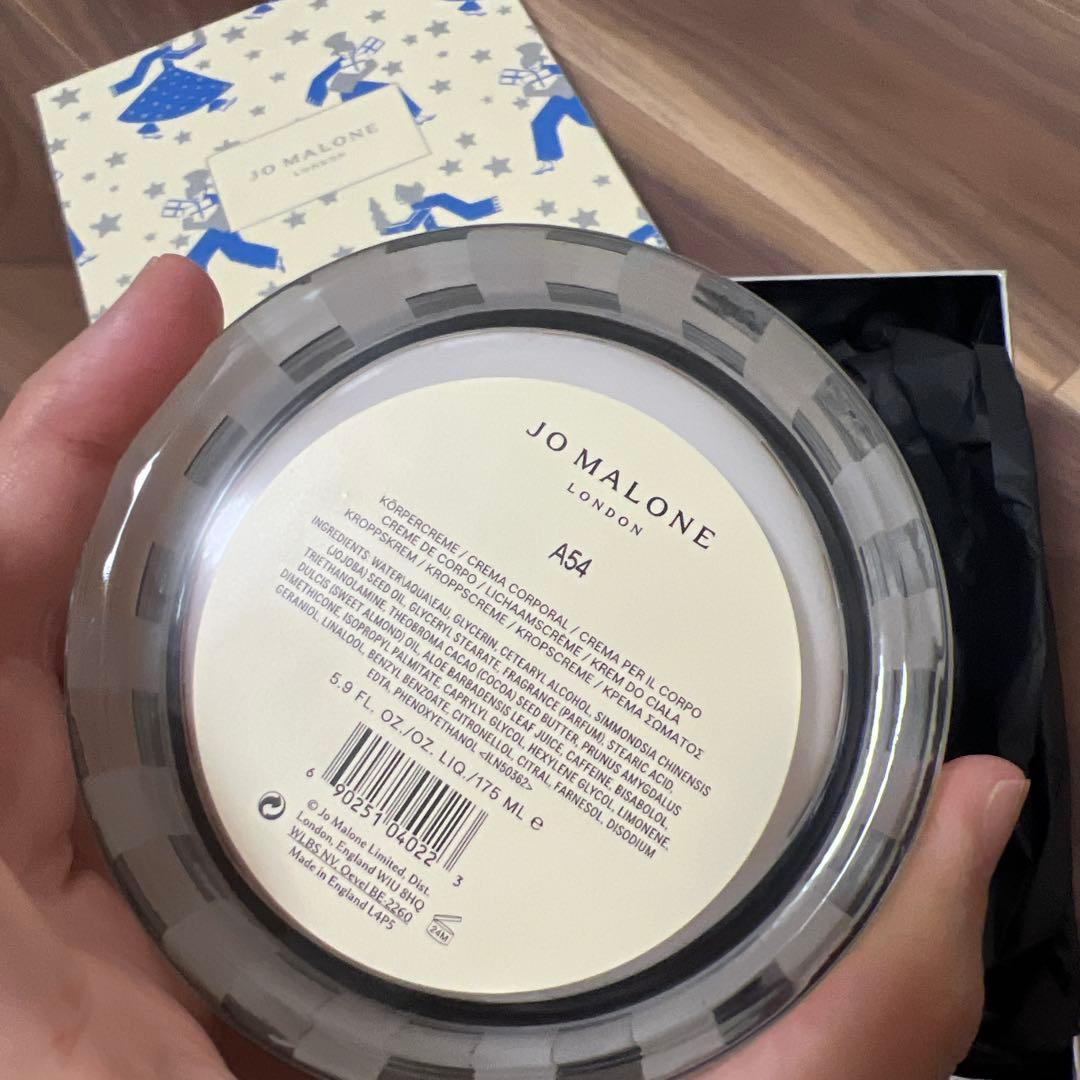 JO MALONE
LONDON
JO MALONE
LONDON
A54
KÖRPERCREME / CREMA CORPORAL / CREMA PER IL CORPO
CREME DE CORPO / LICHAAMSCRÈME / KREM DO CIALA
KROPPSKREM / KROPPSCREME / KROPSCREME / ΚΡΕΜΑ ΣΩΜΑΤΟΣ
INGREDIENTS: WATER\AQUA\EAU, GLYCERIN, CETEARYL ALCOHOL, SIMMONDSIA CHINENSIS
(JOJOBA) SEED OIL, GLYCERYL STEARATE, FRAGRANCE (PARFUM), STEARIC ACID,
TRIETHANOLAMINE, THEOBROMA CACAO (COCOA) SEED BUTTER, PRUNUS AMYGDALUS
DULCIS (SWEET ALMOND) OIL, ALOE BARBADENSIS LEAF JUICE, CAFFEINE, BISABOLOL,
DIMETHICONE, ISOPROPYL PALMITATE, CAPRYLYL GLYCOL, HEXYLENE GLYCOL, LIMONENE,
GERANIOL, LINALOOL, BENZYL BENZOATE, CITRONELLOL, CITRAL, FARNESOL, DISODIUM
EDTA, PHENOXYETHANOL <ILN50362>
5.9 FL. OZ./OZ. LIQ./175 ML e
6 90251 04022 3
© Jo Malone Limited, Dist.
London, England W1U 8HQ
WLBS NV, Oevel BE 2260
Made in England L4P5
24M